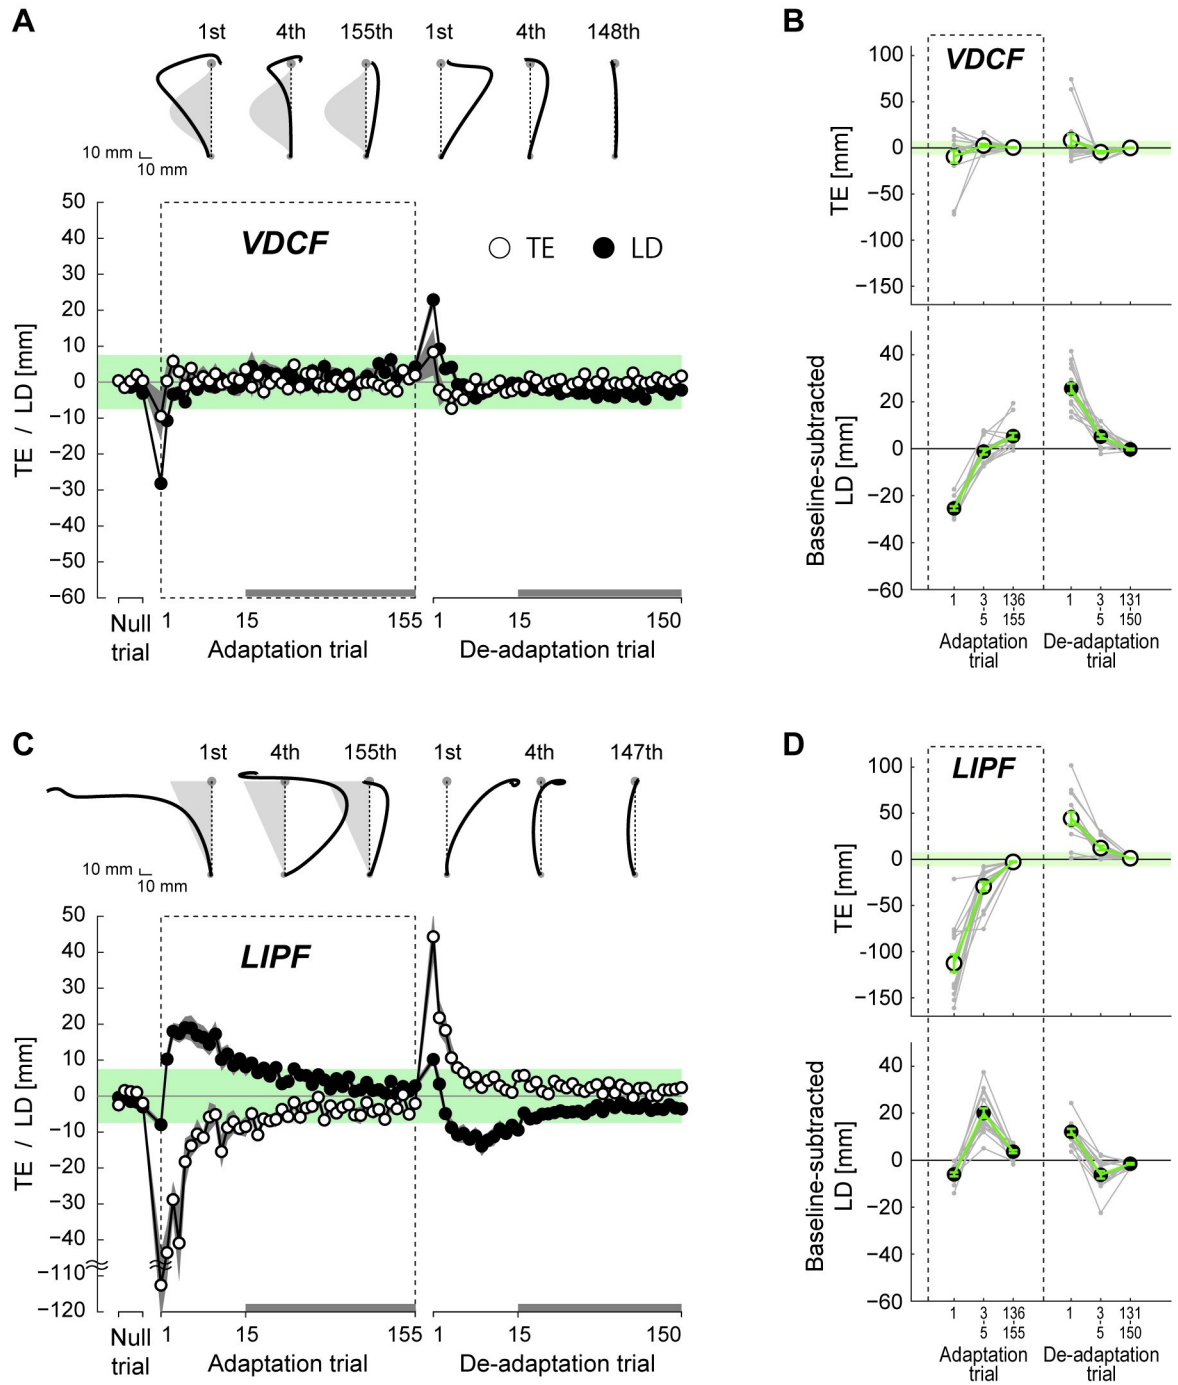 A
1st 4th 155th 1st 4th 148th
10 mm
10 mm
50
40
30
20
10
0
−10
−20
−30
−40
−50
−60
TE / LD [mm]
VDCF
TE LD
Null
trial
1 15 155 1 15 150
Adaptation trial De-adaptation trial
B
VDCF
100
50
0
−50
-100
−150
TE [mm]
40
20
0
−20
−40
−60
Baseline-subtracted
LD [mm]
1 3 136 1 3 131
5 155 5 150
Adaptation De-adaptation
trial trial
C
1st 4th 155th 1st 4th 147th
10 mm
10 mm
50
40
30
20
10
0
−10
−20
−30
−40
−110
−120
TE / LD [mm]
LIPF
Null
trial
1 15 155 1 15 150
Adaptation trial De-adaptation trial
D
LIPF
100
50
0
−50
−100
−150
TE [mm]
40
20
0
−20
−40
−60
Baseline-subtracted
LD [mm]
1 3 136 1 3 131
5 155 5 150
Adaptation De-adaptation
trial trial